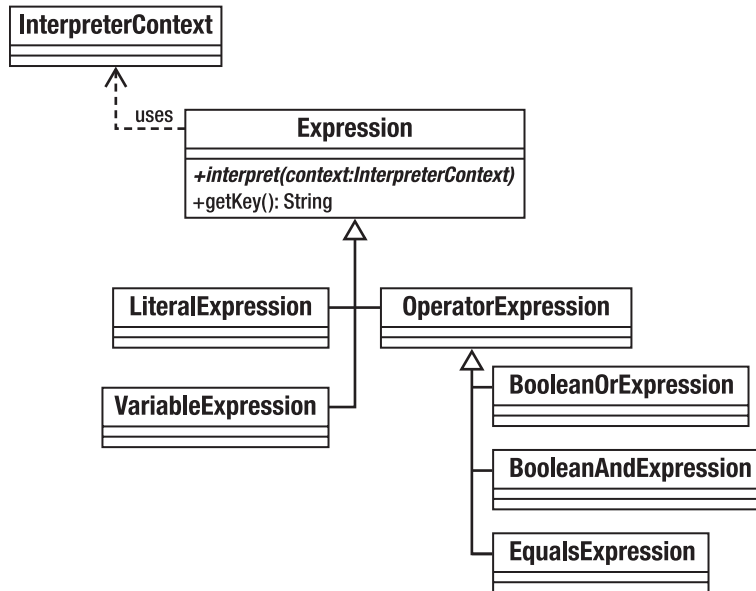 InterpreterContext
uses
Expression
+interpret(context:InterpreterContext)
+getKey(): String
LiteralExpression
OperatorExpression
VariableExpression
BooleanOrExpression
BooleanAndExpression
EqualsExpression